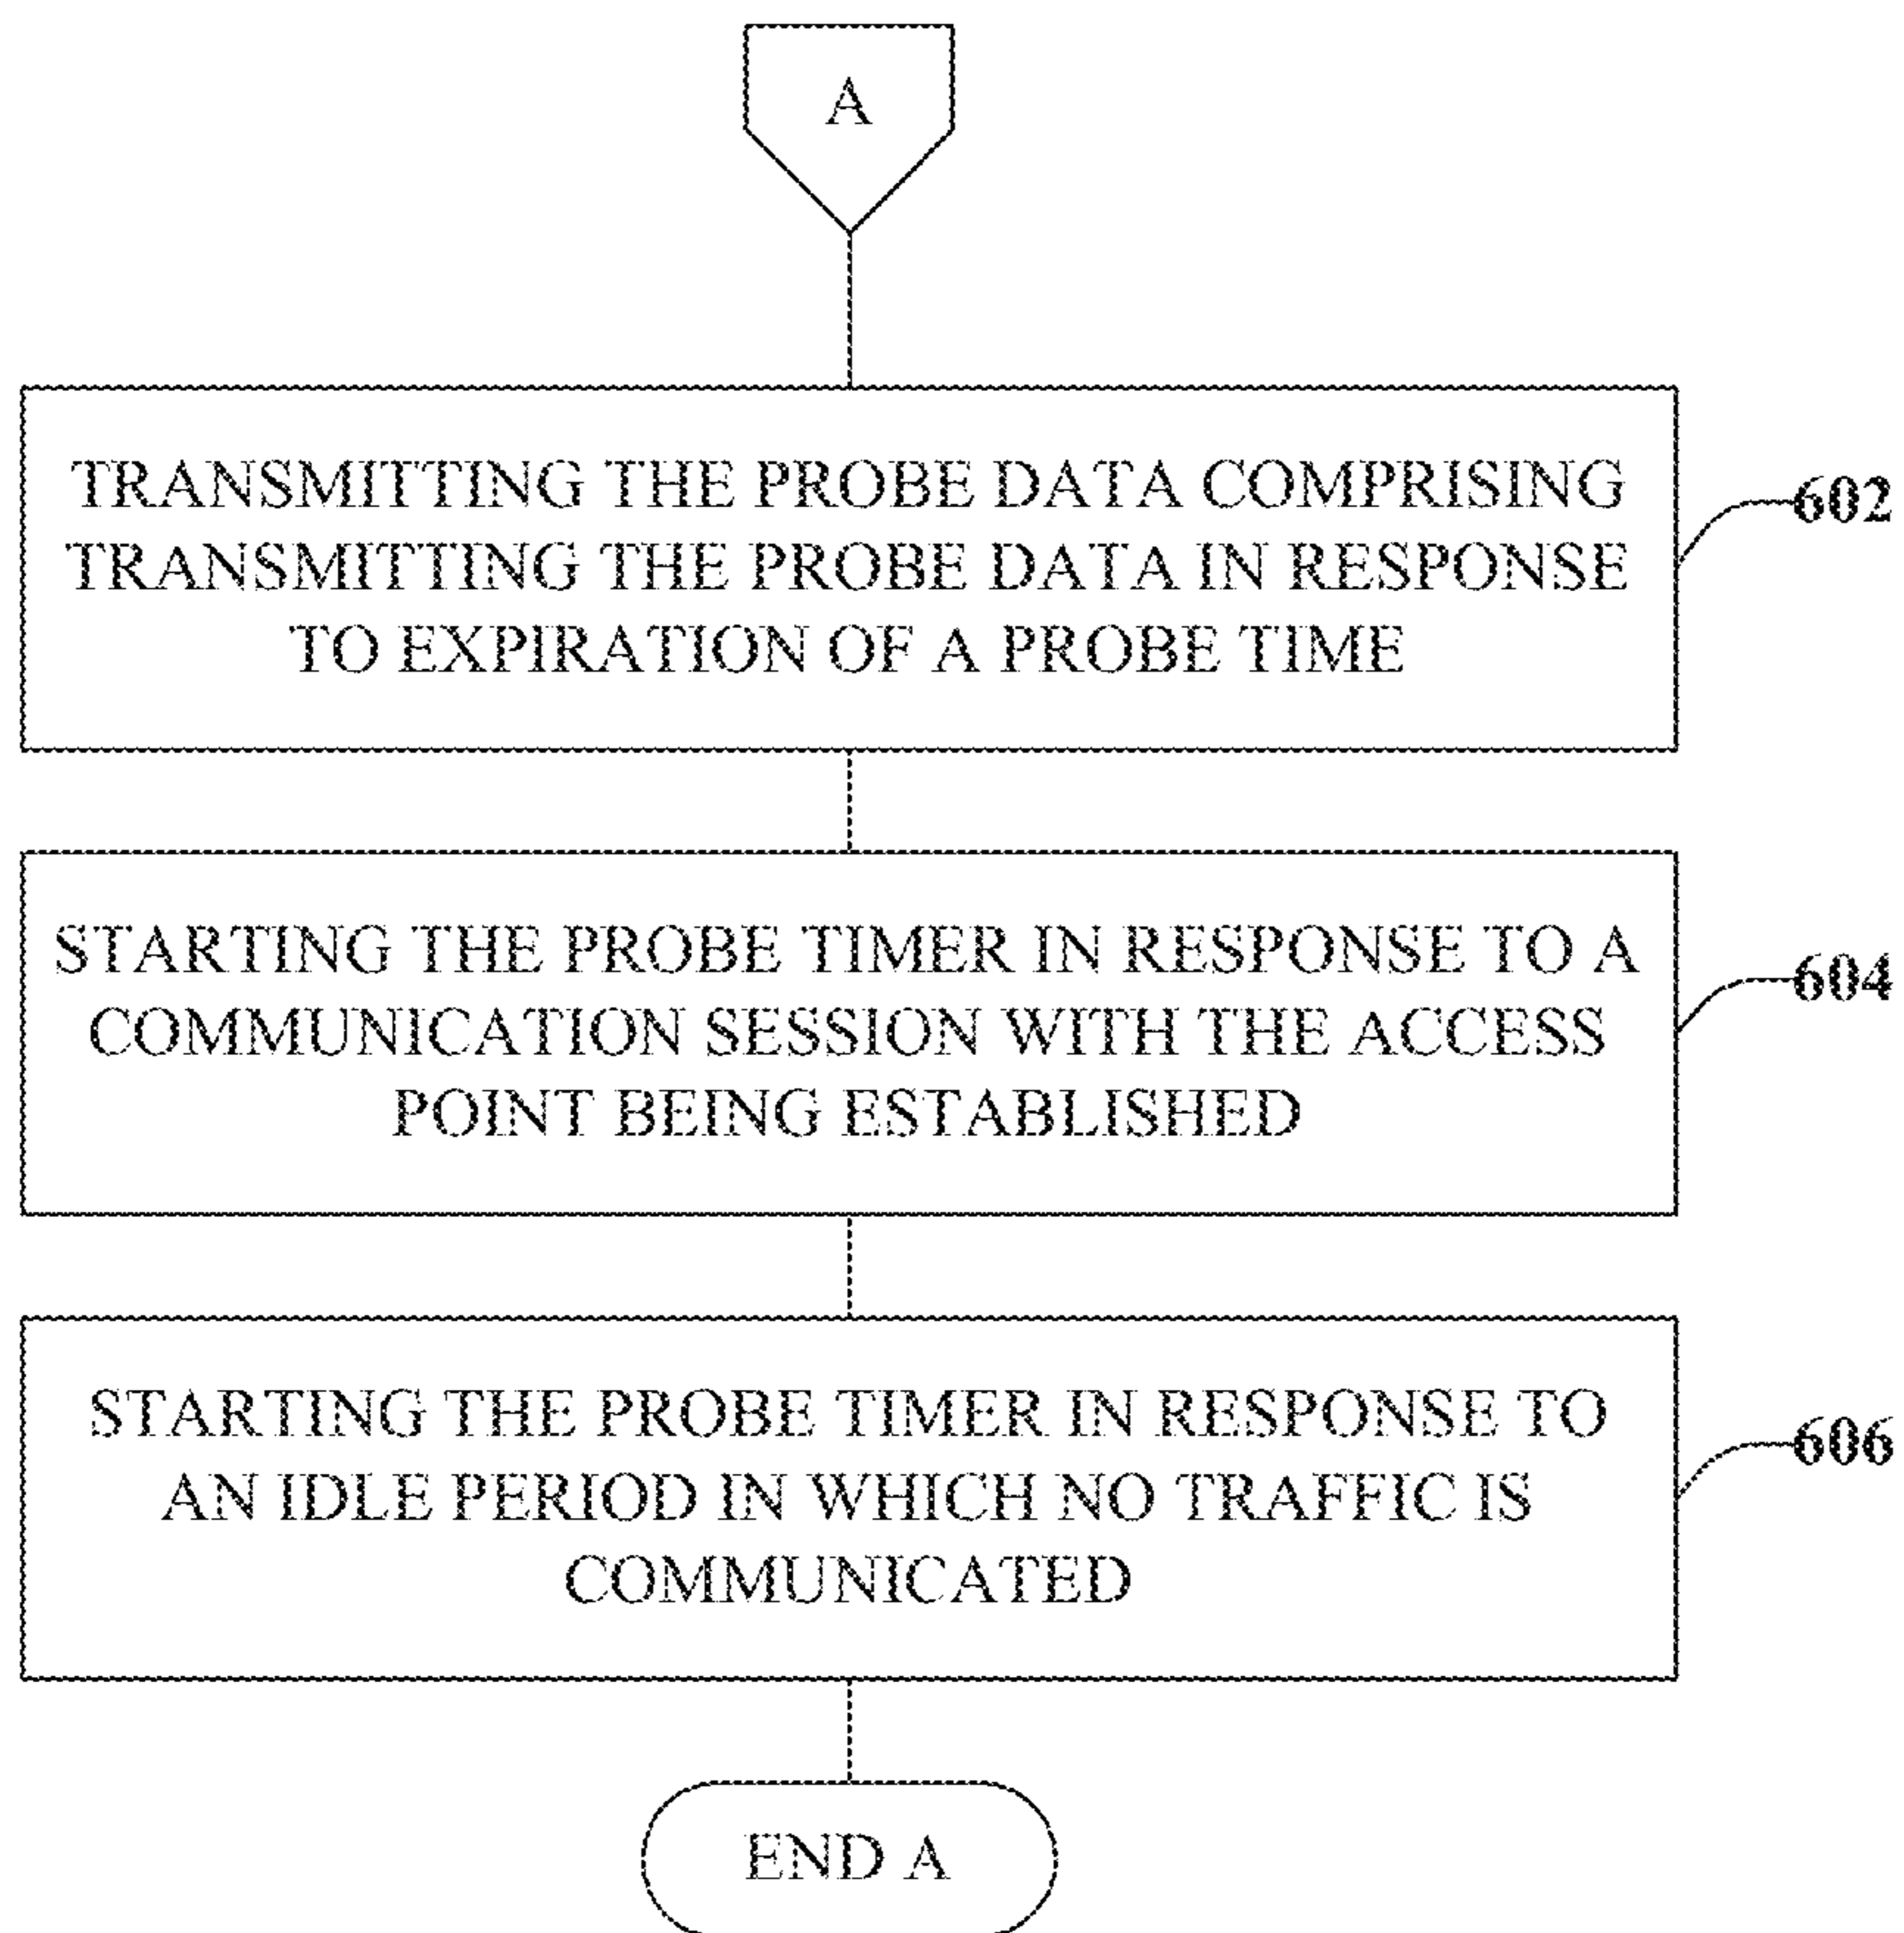 A
TRANSMITTING THE PROBE DATA COMPRISING
TRANSMITTING THE PROBE DATA IN RESPONSE
TO EXPIRATION OF A PROBE TIME
602
STARTING THE PROBE TIMER IN RESPONSE TO A
COMMUNICATION SESSION WITH THE ACCESS
POINT BEING ESTABLISHED
604
STARTING THE PROBE TIMER IN RESPONSE TO
AN IDLE PERIOD IN WHICH NO TRAFFIC IS
COMMUNICATED
606
END A